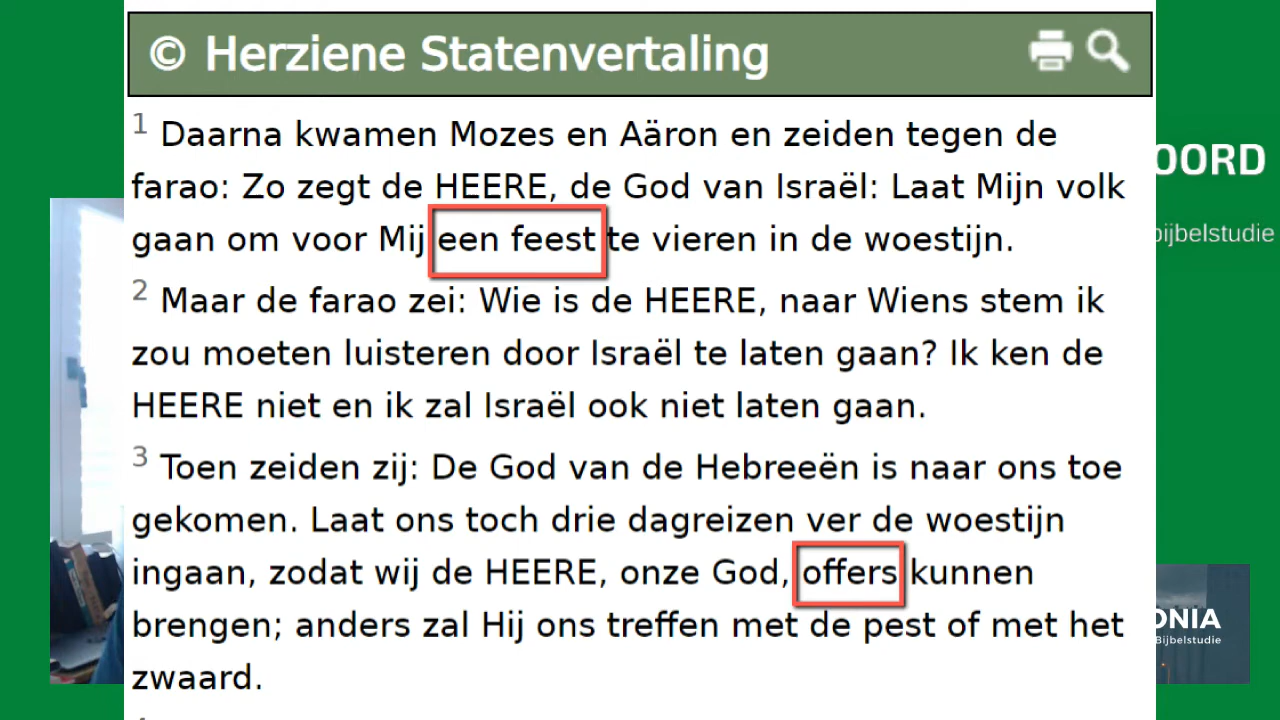 © Herziene Statenvertaling
1 Daarna kwamen Mozes en Aäron en zeiden tegen de
farao: Zo zegt de HEERE, de God van Israël: Laat Mijn volk
gaan om voor Mij een feest te vieren in de woestijn.
2 Maar de farao zei: Wie is de HEERE, naar Wiens stem ik
zou moeten luisteren door Israël te laten gaan? Ik ken de
HEERE niet en ik zal Israël ook niet laten gaan.
3 Toen zeiden zij: De God van de Hebreeën is naar ons toe
gekomen. Laat ons toch drie dagreizen ver de woestijn
ingaan, zodat wij de HEERE, onze God, offers kunnen
brengen; anders zal Hij ons treffen met de pest of met het
zwaard.
OORD
bijbelstudie
ONIA
Bijbelstudie